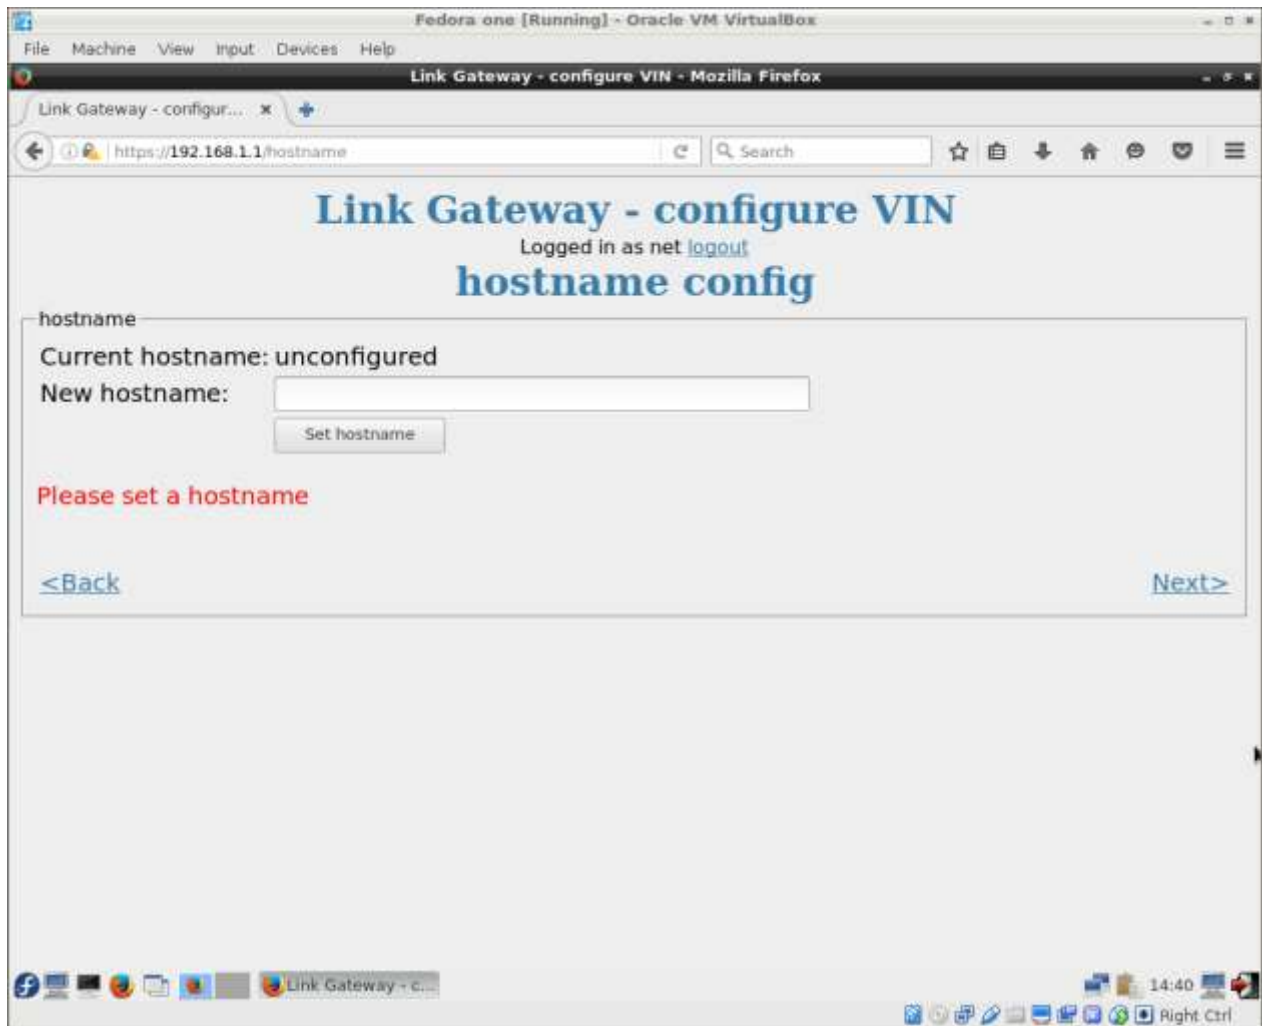 Fedora one [Running] - Oracle VM VirtualBox
File Machine View Input Devices Help
Link Gateway - configure VIN - Mozilla Firefox
Link Gateway - configur...
https://192.168.1.1/hostname
Search
Link Gateway - configure VIN
Logged in as net logout
hostname config
hostname
Current hostname: unconfigured
New hostname:
Set hostname
Please set a hostname
<Back
Next>
Link Gateway - c...
14:40
Right Ctrl